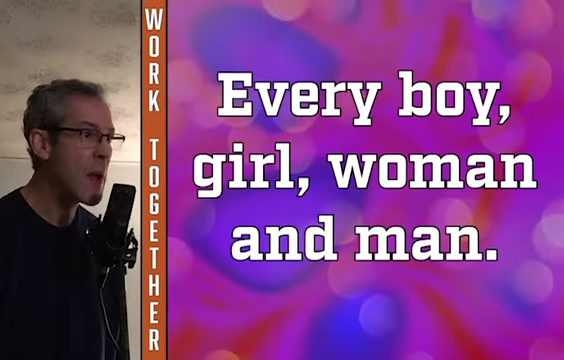 WORK TOGETHER
Every boy,
girl, woman
and man.